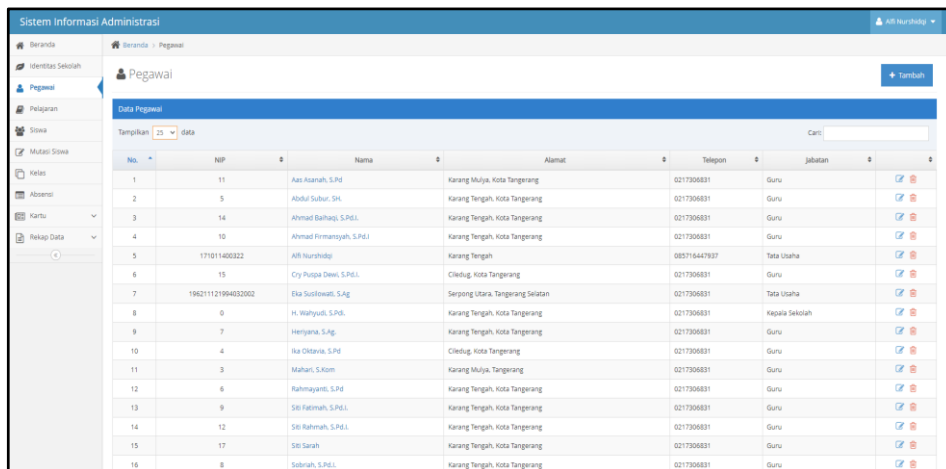 Sistem Informasi Administrasi
Alfi Nurshidqi
Beranda
Identitas Sekolah
Pegawai
Pelajaran
Siswa
Mutasi Siswa
Kelas
Absensi
Kartu
Rekap Data
Beranda > Pegawai
Pegawai
+ Tambah
Data Pegawai
Tampilkan 25 data
Cari:
No. NIP Nama Alamat Telepon Jabatan
1 11 Aas Asanah, S.Pd Karang Mulya, Kota Tangerang 0217306831 Guru
2 5 Abdul Subur, SH. Karang Tengah, Kota Tangerang 0217306831 Guru
3 14 Ahmad Baihaqi, S.Pd.I. Karang Tengah, Kota Tangerang 0217306831 Guru
4 10 Ahmad Firmansyah, S.Pd.I Karang Tengah, Kota Tangerang 0217306831 Guru
5 171011400322 Alfi Nurshidqi Karang Tengah 085716447937 Tata Usaha
6 15 Cry Puspa Dewi, S.Pd.I. Ciledug, Kota Tangerang 0217306831 Guru
7 196211121994032002 Eka Susilowati, S.Ag Serpong Utara, Tangerang Selatan 0217306831 Tata Usaha
8 0 H. Wahyudi, S.Pdi. Karang Tengah, Kota Tangerang 0217306831 Kepala Sekolah
9 7 Heriyana, S.Ag. Karang Tengah, Kota Tangerang 0217306831 Guru
10 4 Ika Oktavia, S.Pd Ciledug, Kota Tangerang 0217306831 Guru
11 3 Mahari, S.Kom Karang Mulya, Tangerang 0217306831 Guru
12 6 Rahmayanti, S.Pd Karang Tengah, Kota Tangerang 0217306831 Guru
13 9 Siti Fatimah, S.Pd.I. Karang Tengah, Kota Tangerang 0217306831 Guru
14 12 Siti Rahmah, S.Pd.I. Karang Tengah, Kota Tangerang 0217306831 Guru
15 17 Siti Sarah Karang Tengah, Kota Tangerang 0217306831 Guru
16 8 Sobriah, S.Pd.I. Karang Tengah, Kota Tangerang 0217306831 Guru